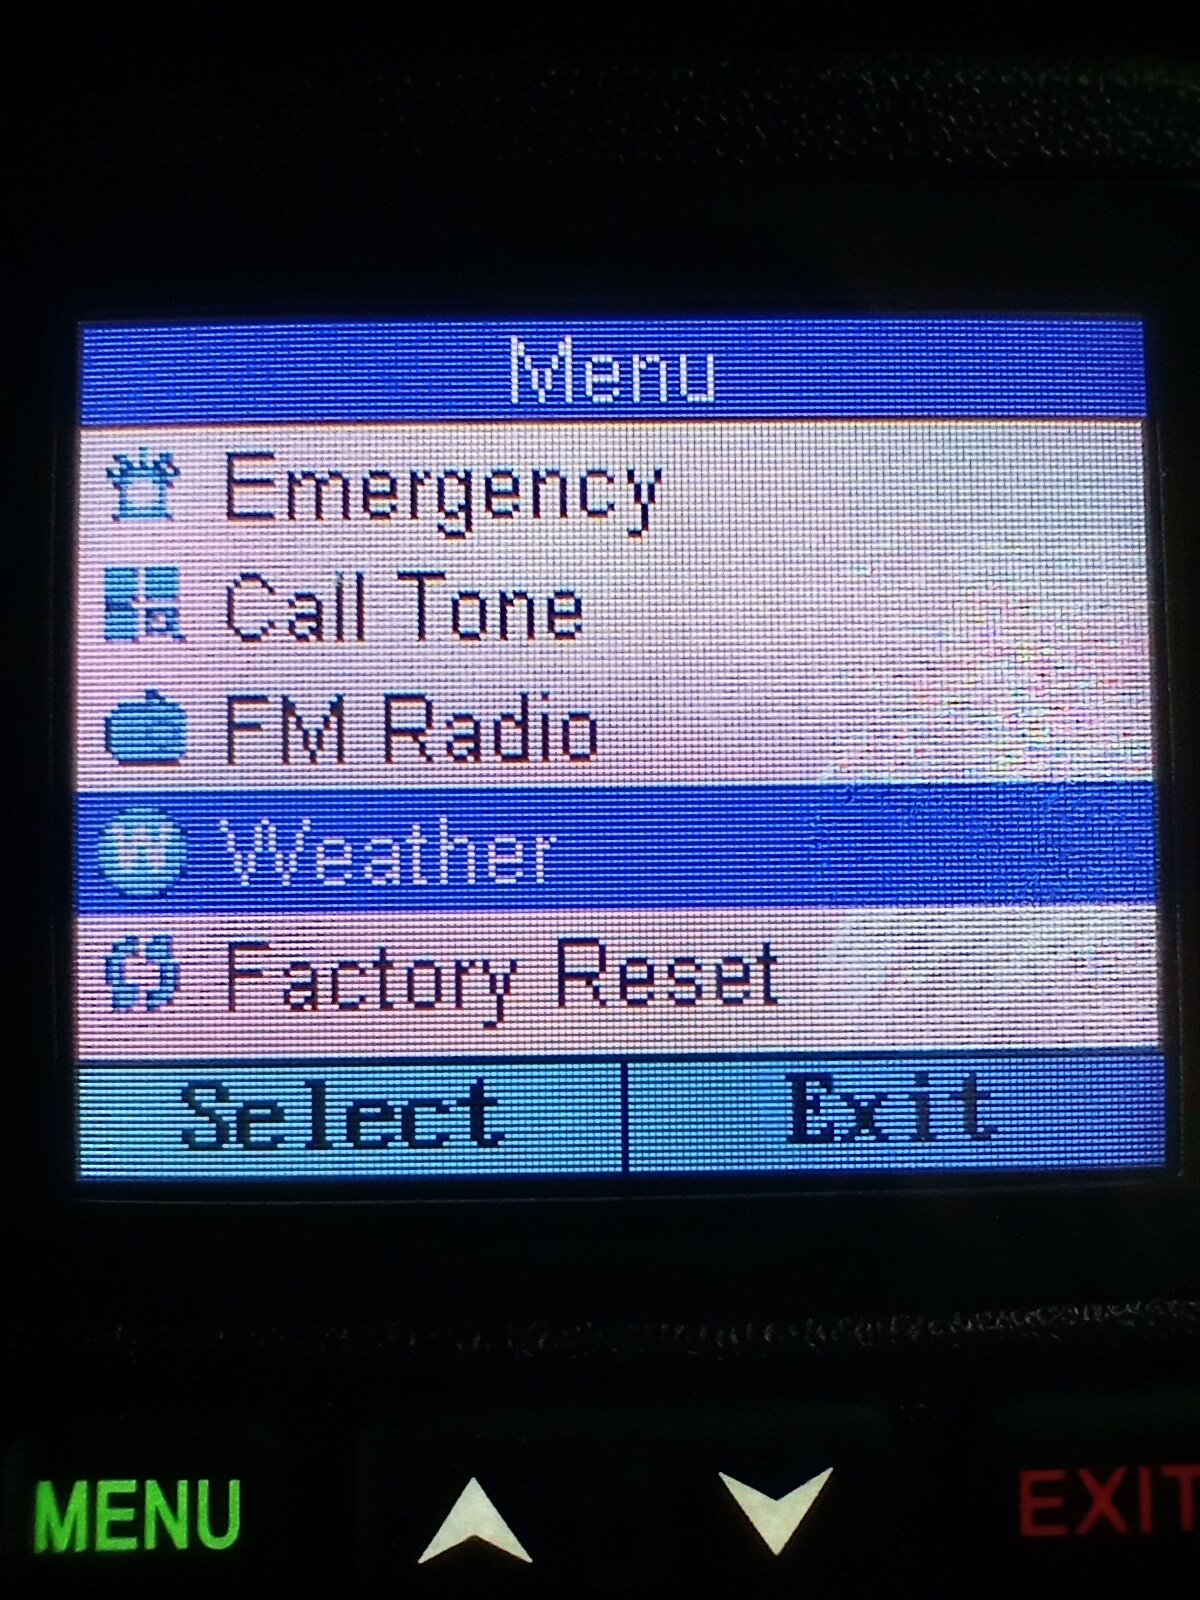 Menu
Emergency
Call Tone
FM Radio
W Weather
Factory Reset
Select Exit
MENU EXIT